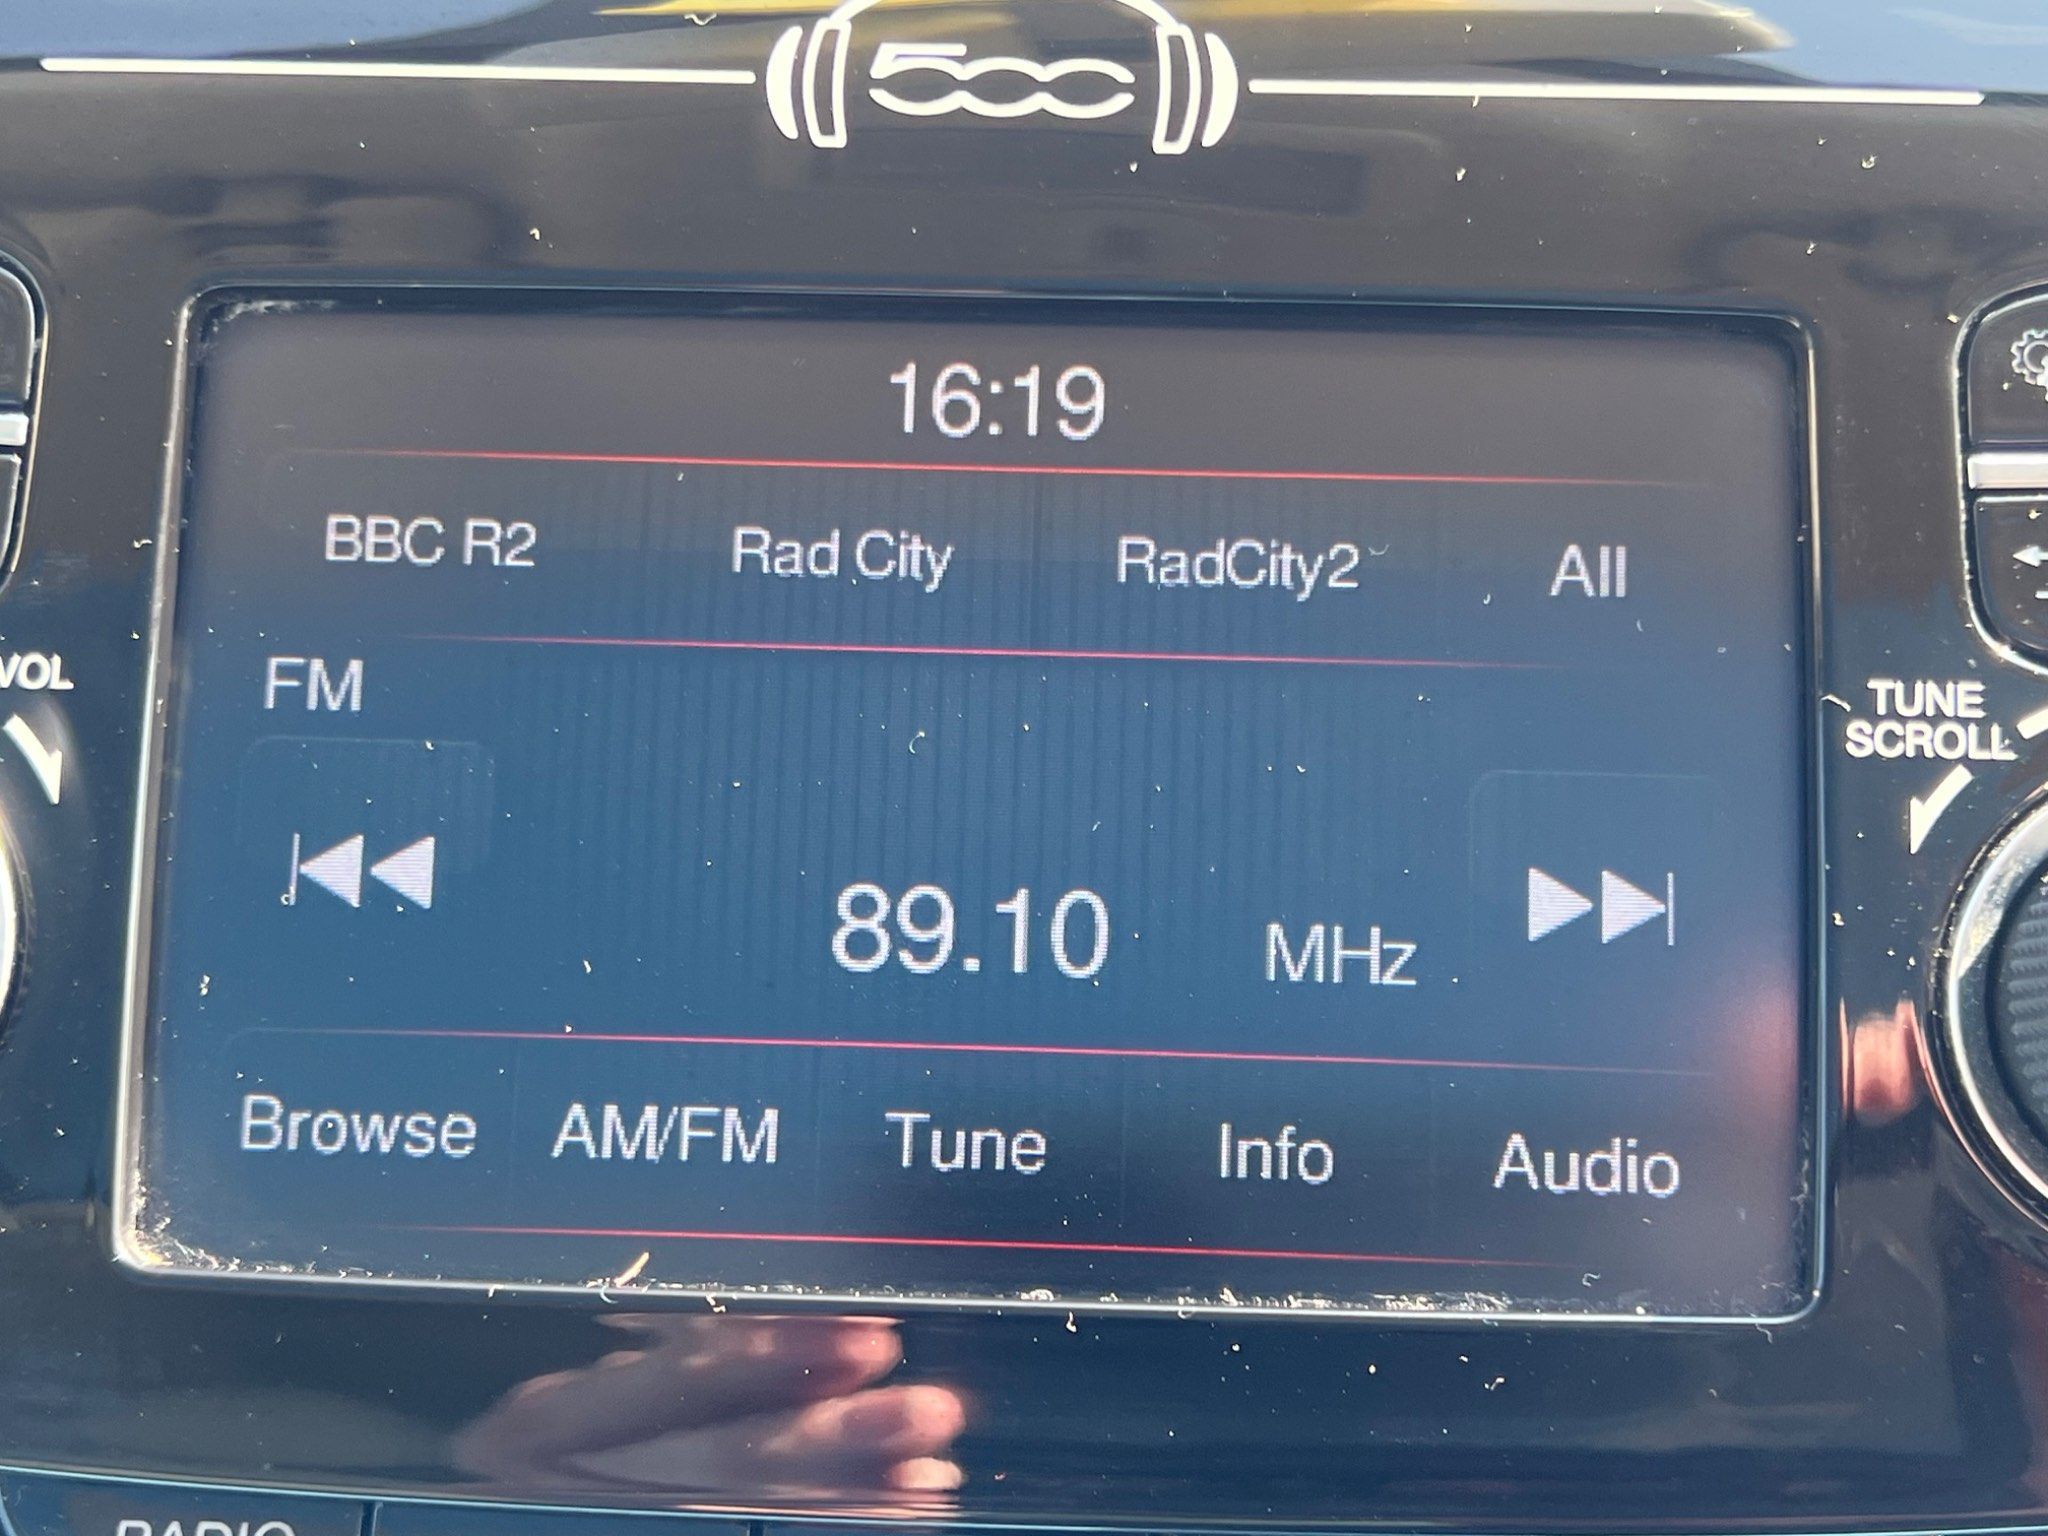 500
16:19
BBC R2 Rad City RadCity2 All
FM
VOL
TUNE
SCROLL
89.10 MHz
Browse AM/FM Tune Info Audio
RADIO